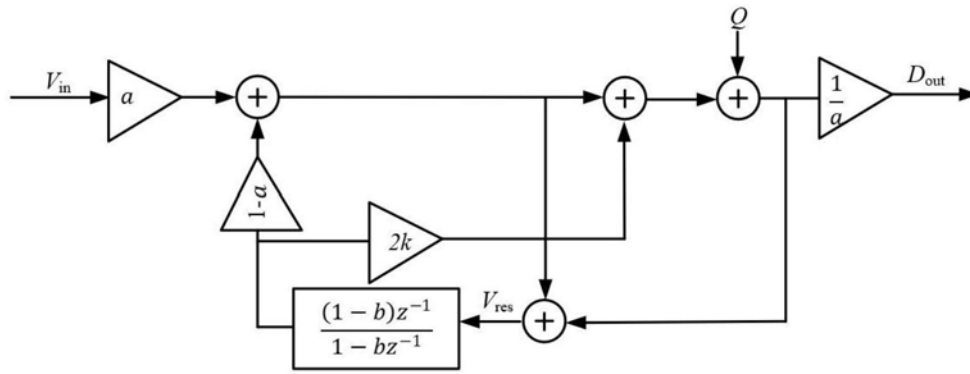 Q
V_in
a
1
a
D_out
1-a
2k
(1 − b)z^{-1}
1 − bz^{-1}
V_res
+
+
+
+